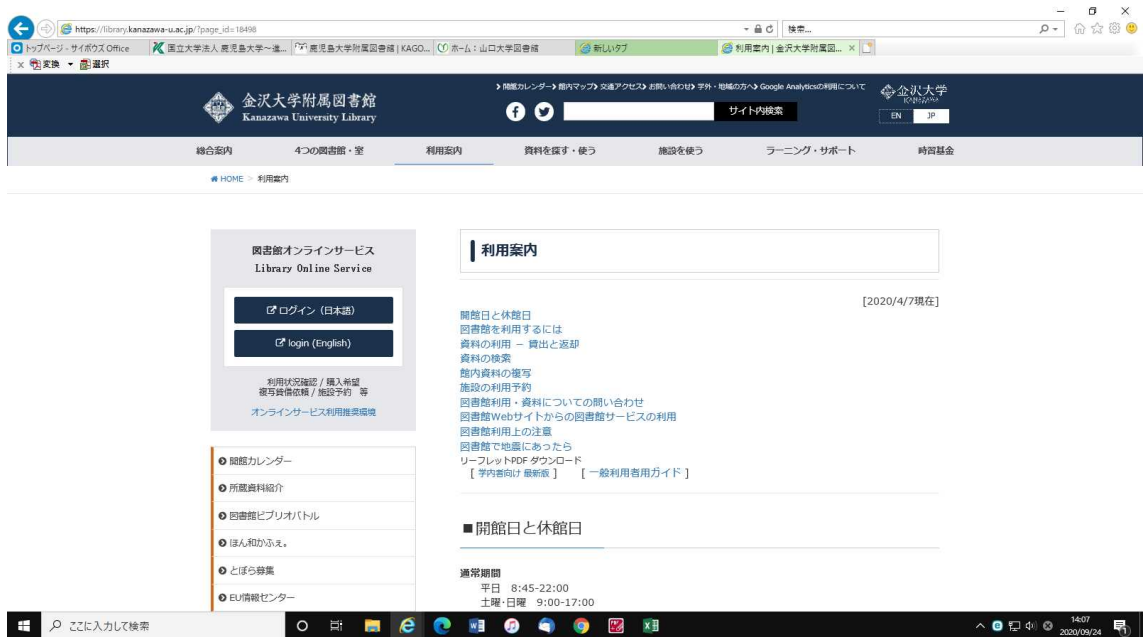 https://library.kanazawa-u.ac.jp/?page_id=18498
検索...
トップページ - サイボウズ Office
国立大学法人 鹿児島大学～進...
鹿児島大学附属図書館 | KAGO...
ホーム : 山口大学図書館
新しいタブ
利用案内 | 金沢大学附属図...
x 変換 選択
金沢大学附属図書館
Kanazawa University Library
開館カレンダー 館内マップ 交通アクセス お問い合わせ 学外・地域の方へ Google Analyticsの利用について
サイト内検索
金沢大学
KANAZAWA
EN JP
総合案内 4つの図書館・室 利用案内 資料を探す・使う 施設を使う ラーニング・サポート 時習基金
HOME > 利用案内
図書館オンラインサービス
Library Online Service
ログイン（日本語）
login (English)
利用状況確認 / 購入希望
複写貸借依頼 / 施設予約 等
オンラインサービス利用推奨環境
開館カレンダー
所蔵資料紹介
図書館ビブリオバトル
ほん和かふぇ。
とぼら募集
EU情報センター
利用案内
[2020/4/7現在]
開館日と休館日
図書館を利用するには
資料の利用 － 貸出と返却
資料の検索
館内資料の複写
施設の利用予約
図書館利用・資料についての問い合わせ
図書館Webサイトからの図書館サービスの利用
図書館利用上の注意
図書館で地震にあったら
リーフレットPDF ダウンロード
[ 学内者向け 最新版 ] [ 一般利用者用ガイド ]
■開館日と休館日
通常期間
平日 8:45-22:00
土曜・日曜 9:00-17:00
ここに入力して検索
14:07
2020/09/24